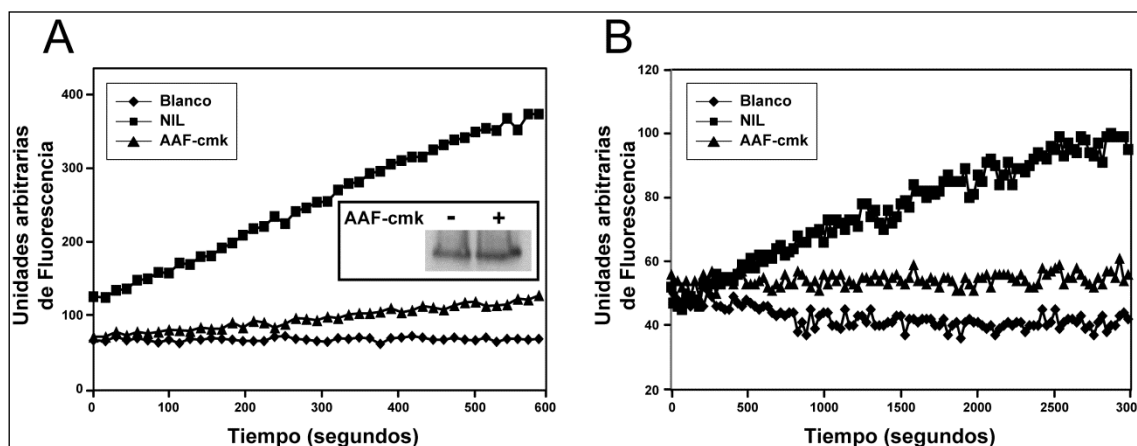 A
Unidades arbitrarias
de Fluorescencia
400
300
200
100
0
Blanco
NIL
AAF-cmk
AAF-cmk - +
0 100 200 300 400 500 600
Tiempo (segundos)
B
Unidades arbitrarias
de Fluorescencia
120
100
80
60
40
20
Blanco
NIL
AAF-cmk
0 500 1000 1500 2000 2500 300
Tiempo (segundos)